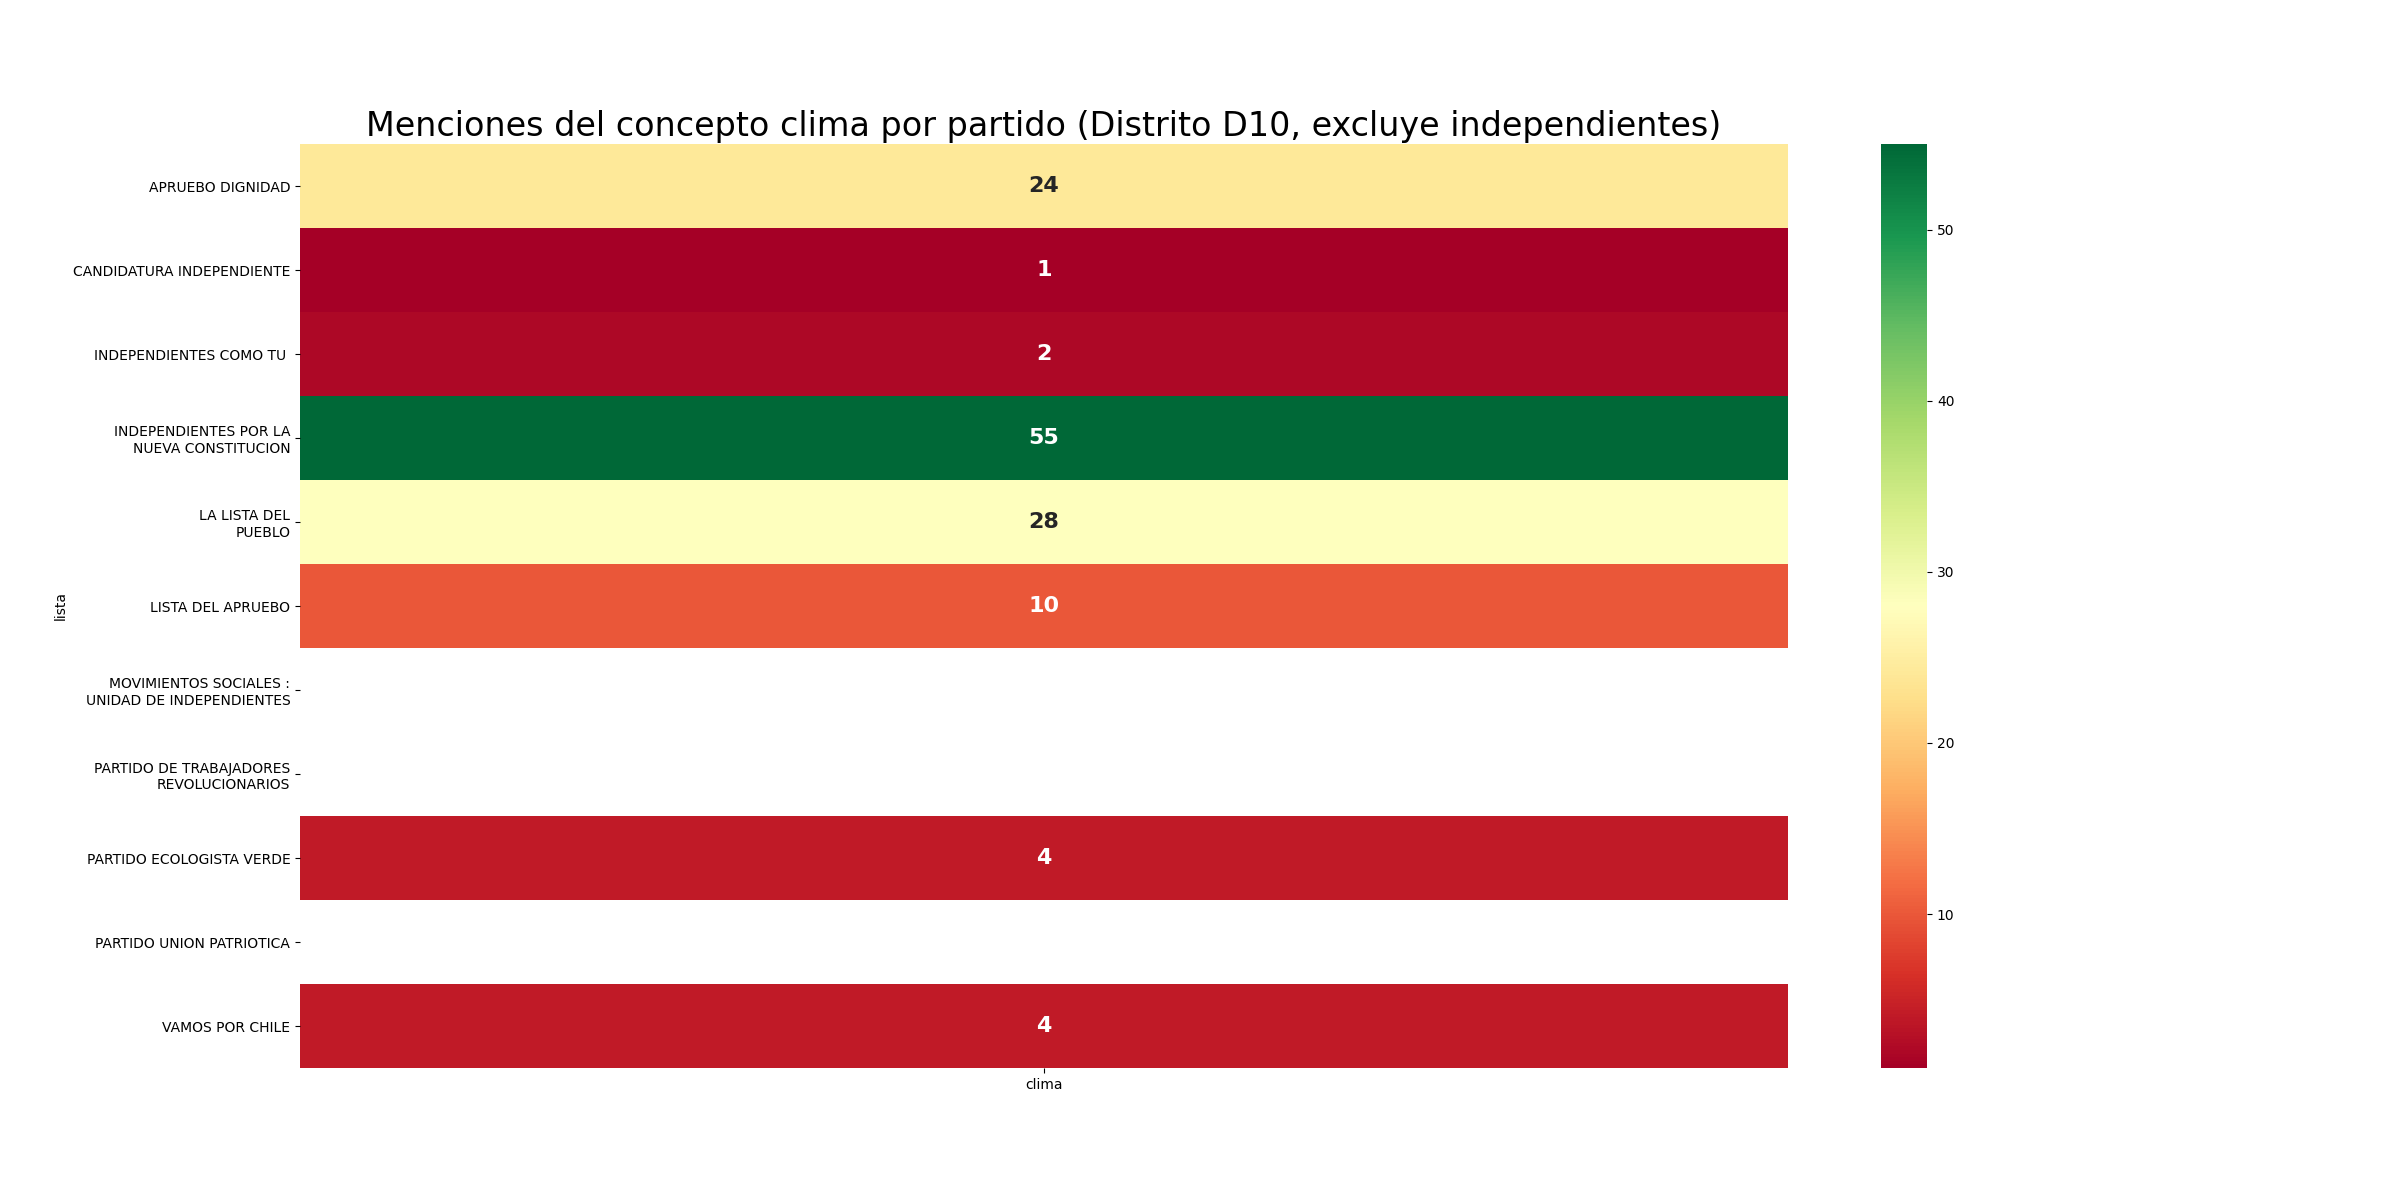 Menciones del concepto clima por partido (Distrito D10, excluye independientes)
APRUEBO DIGNIDAD
24
CANDIDATURA INDEPENDIENTE
1
INDEPENDIENTES COMO TU
2
INDEPENDIENTES POR LA
NUEVA CONSTITUCION
55
LA LISTA DEL
PUEBLO
28
LISTA DEL APRUEBO
10
MOVIMIENTOS SOCIALES :
UNIDAD DE INDEPENDIENTES
PARTIDO DE TRABAJADORES
REVOLUCIONARIOS
PARTIDO ECOLOGISTA VERDE
4
PARTIDO UNION PATRIOTICA
VAMOS POR CHILE
4
lista
clima
50
40
30
20
10